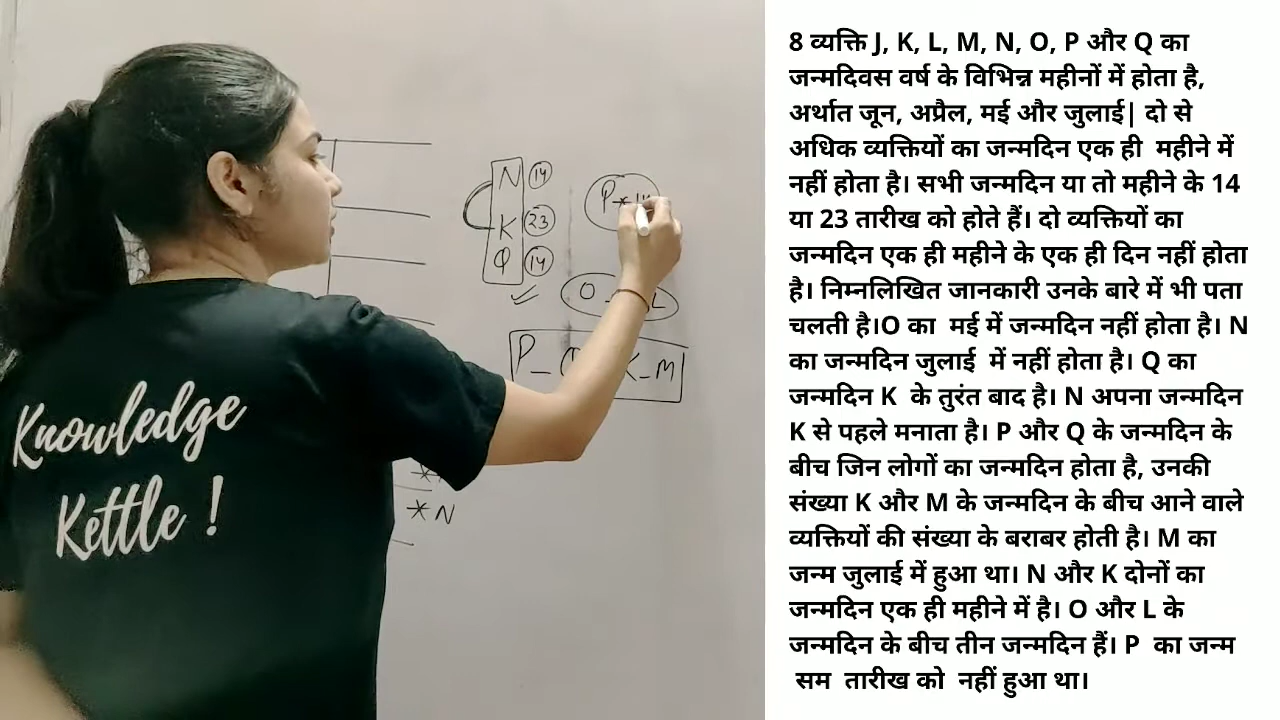 Knowledge
Kettle !
N 14
K 23
Q 14
*N
8 व्यक्ति J, K, L, M, N, O, P और Q का
जन्मदिवस वर्ष के विभिन्न महीनों में होता है,
अर्थात जून, अप्रैल, मई और जुलाई| दो से
अधिक व्यक्तियों का जन्मदिन एक ही महीने में
नहीं होता है। सभी जन्मदिन या तो महीने के 14
या 23 तारीख को होते हैं। दो व्यक्तियों का
जन्मदिन एक ही महीने के एक ही दिन नहीं होता
है। निम्नलिखित जानकारी उनके बारे में भी पता
चलती है।O का मई में जन्मदिन नहीं होता है। N
का जन्मदिन जुलाई में नहीं होता है। Q का
जन्मदिन K के तुरंत बाद है। N अपना जन्मदिन
K से पहले मनाता है। P और Q के जन्मदिन के
बीच जिन लोगों का जन्मदिन होता है, उनकी
संख्या K और M के जन्मदिन के बीच आने वाले
व्यक्तियों की संख्या के बराबर होती है। M का
जन्म जुलाई में हुआ था। N और K दोनों का
जन्मदिन एक ही महीने में है। O और L के
जन्मदिन के बीच तीन जन्मदिन हैं। P का जन्म
सम तारीख को नहीं हुआ था।